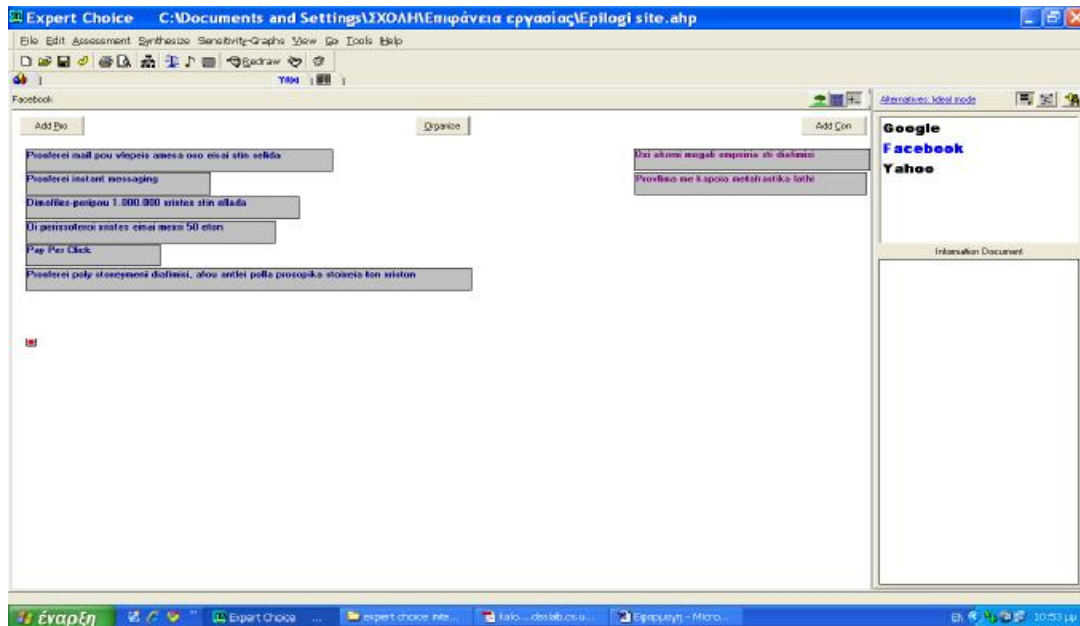 Expert Choice C:\Documents and Settings\ΣΧΟΛΗ\Επιφάνεια εργασίας\Epilogi site.ahp
File Edit Assessment Synthesize Sensitivity-Graphs View Go Tools Help
Redraw
Facebook
Alternatives: Ideal mode
Add Pro Organize Add Con
Google
Facebook
Yahoo
Prosferei mail pou vlepeis amesa oso eisai stin selida
Prosferei instant messaging
Dimofiles-peripou 1.000.000 xristes stin ellada
Oi perissoteroi xristes einai mexri 50 eton
Pay Per Click
Prosferei poly stoxeymeni diafimisi, afou antlei polla prosopika stoixeia ton xriston
Oxi akomi megali empeiria sti diafimisi
Provlima me kapoia metafrastika lathi
Information Document
έναρξη
Expert Choice ...
expert choice inte...
Εφαρμογη - Micro...
EN
10:53 μμ